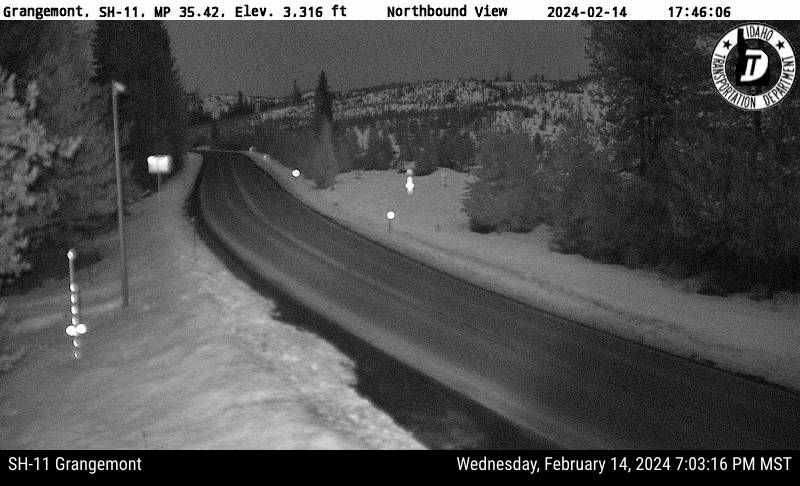 Grangemont, SH-11, MP 35.42, Elev. 3,316 ft Northbound View 2024-02-14 17:46:06
IDAHO
TRANSPORTATION DEPARTMENT
SH-11 Grangemont Wednesday, February 14, 2024 7:03:16 PM MST